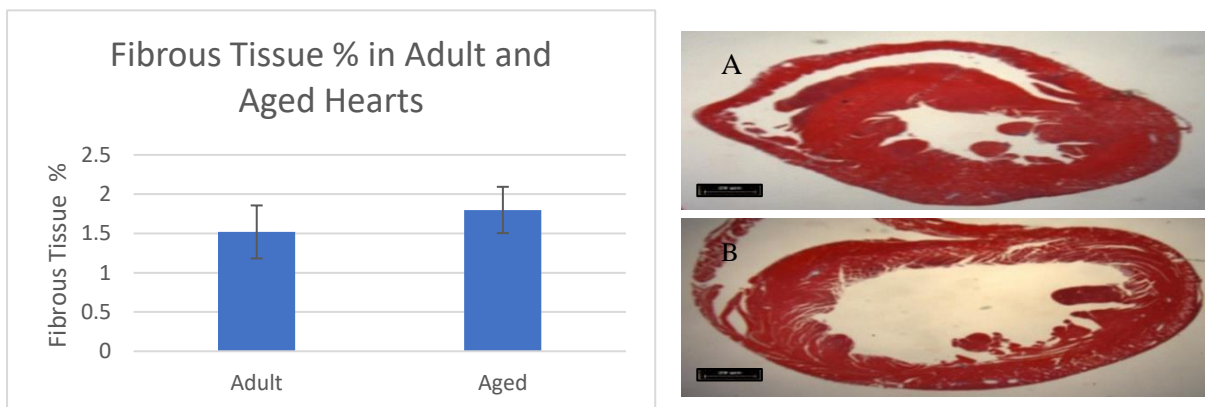 Fibrous Tissue % in Adult and
Aged Hearts
Fibrous Tissue %
2.5
2
1.5
1
0.5
0
Adult
Aged
A
B